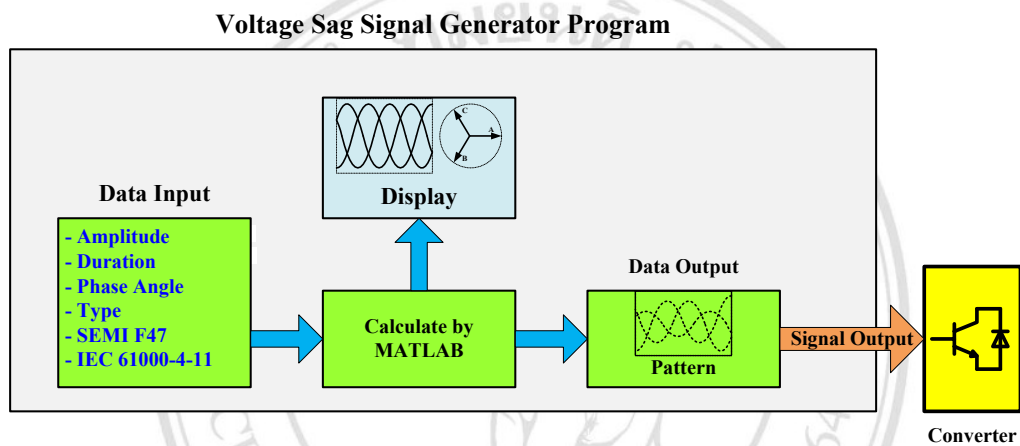 Voltage Sag Signal Generator Program
Data Input
- Amplitude
- Duration
- Phase Angle
- Type
- SEMI F47
- IEC 61000-4-11
C
A
B
Display
Calculate by
MATLAB
Data Output
Pattern
Signal Output
Converter